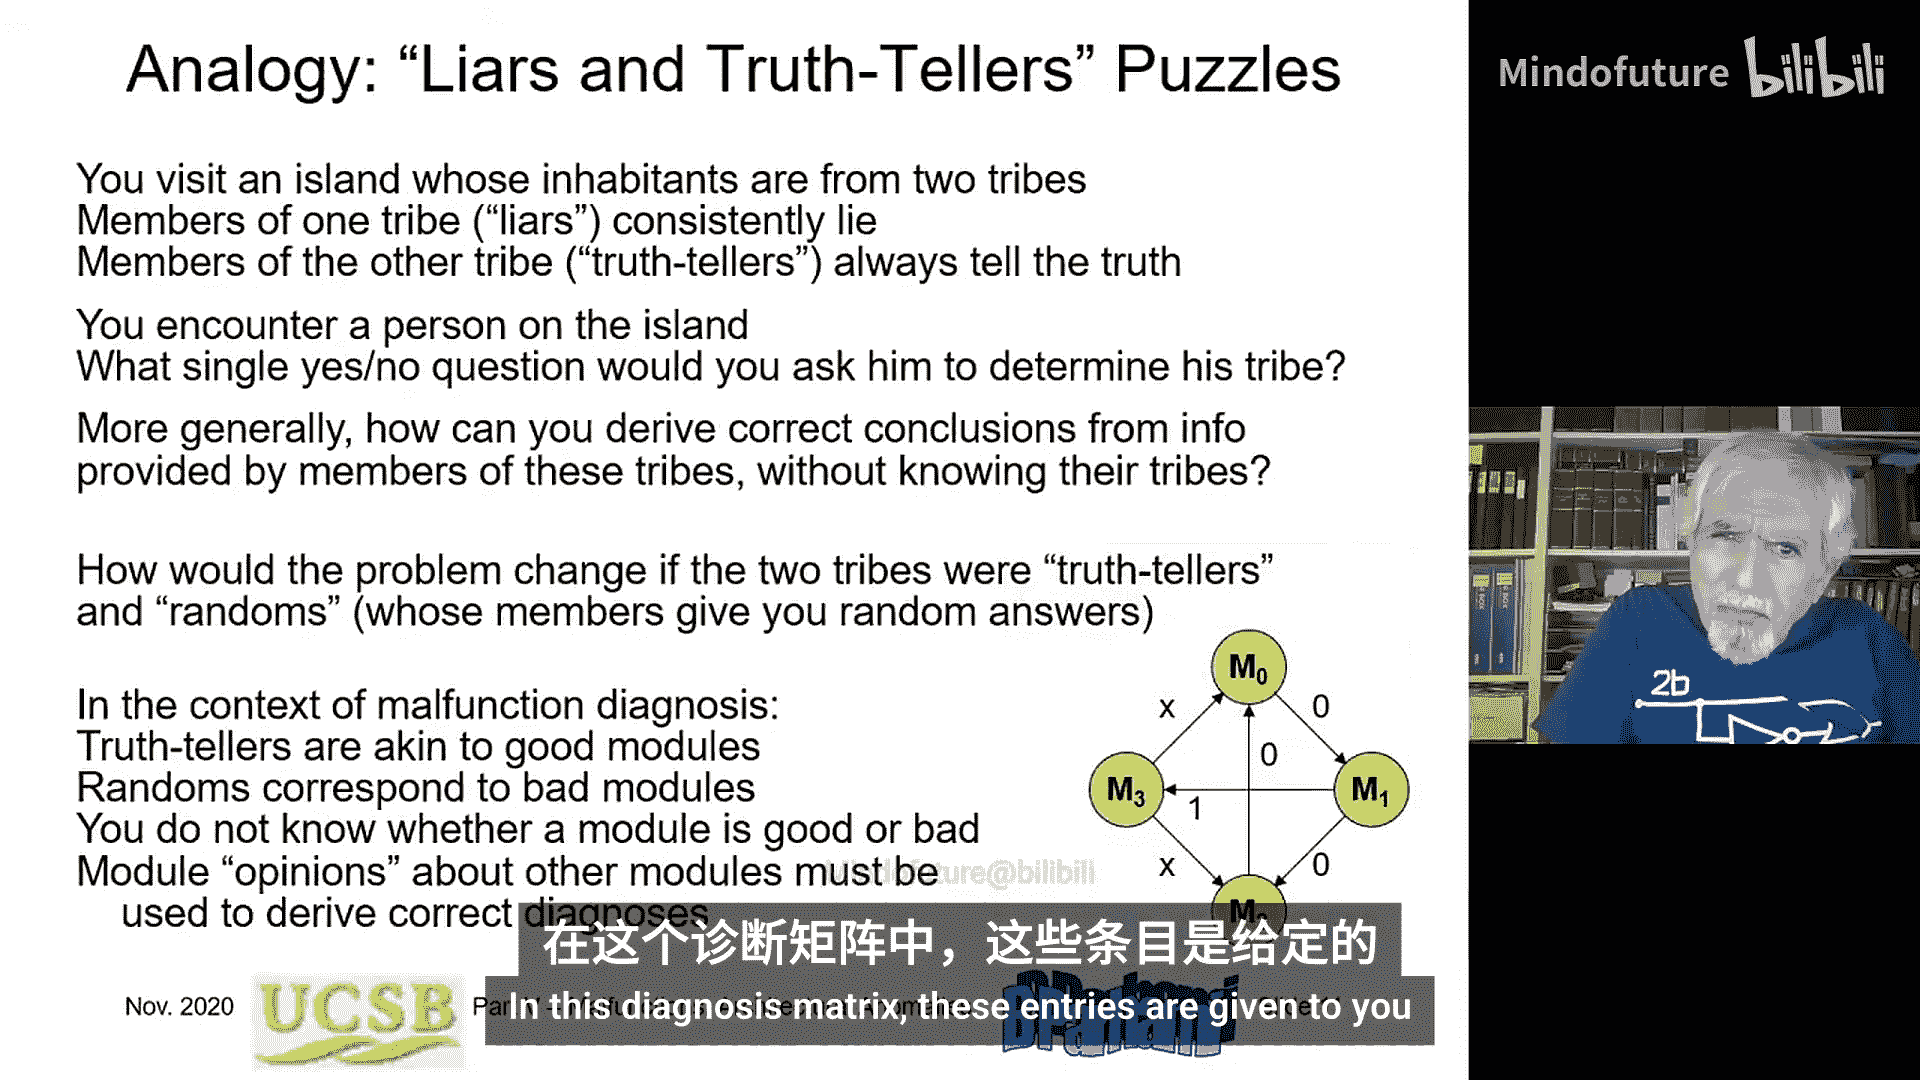 Analogy: “Liars and Truth-Tellers” Puzzles
Mindofuture bilibili
You visit an island whose inhabitants are from two tribes
Members of one tribe (“liars”) consistently lie
Members of the other tribe (“truth-tellers”) always tell the truth
You encounter a person on the island
What single yes/no question would you ask him to determine his tribe?
More generally, how can you derive correct conclusions from info
provided by members of these tribes, without knowing their tribes?
How would the problem change if the two tribes were “truth-tellers”
and “randoms” (whose members give you random answers)
In the context of malfunction diagnosis:
Truth-tellers are akin to good modules
Randoms correspond to bad modules
You do not know whether a module is good or bad
Module “opinions” about other modules must be
used to derive correct diagnoses
M0
x
0
0
M3
M1
1
x
0
2b
Mindofuture@bilibili
在这个诊断矩阵中，这些条目是给定的
In this diagnosis matrix, these entries are given to you
Nov. 2020
UCSB
BParhami